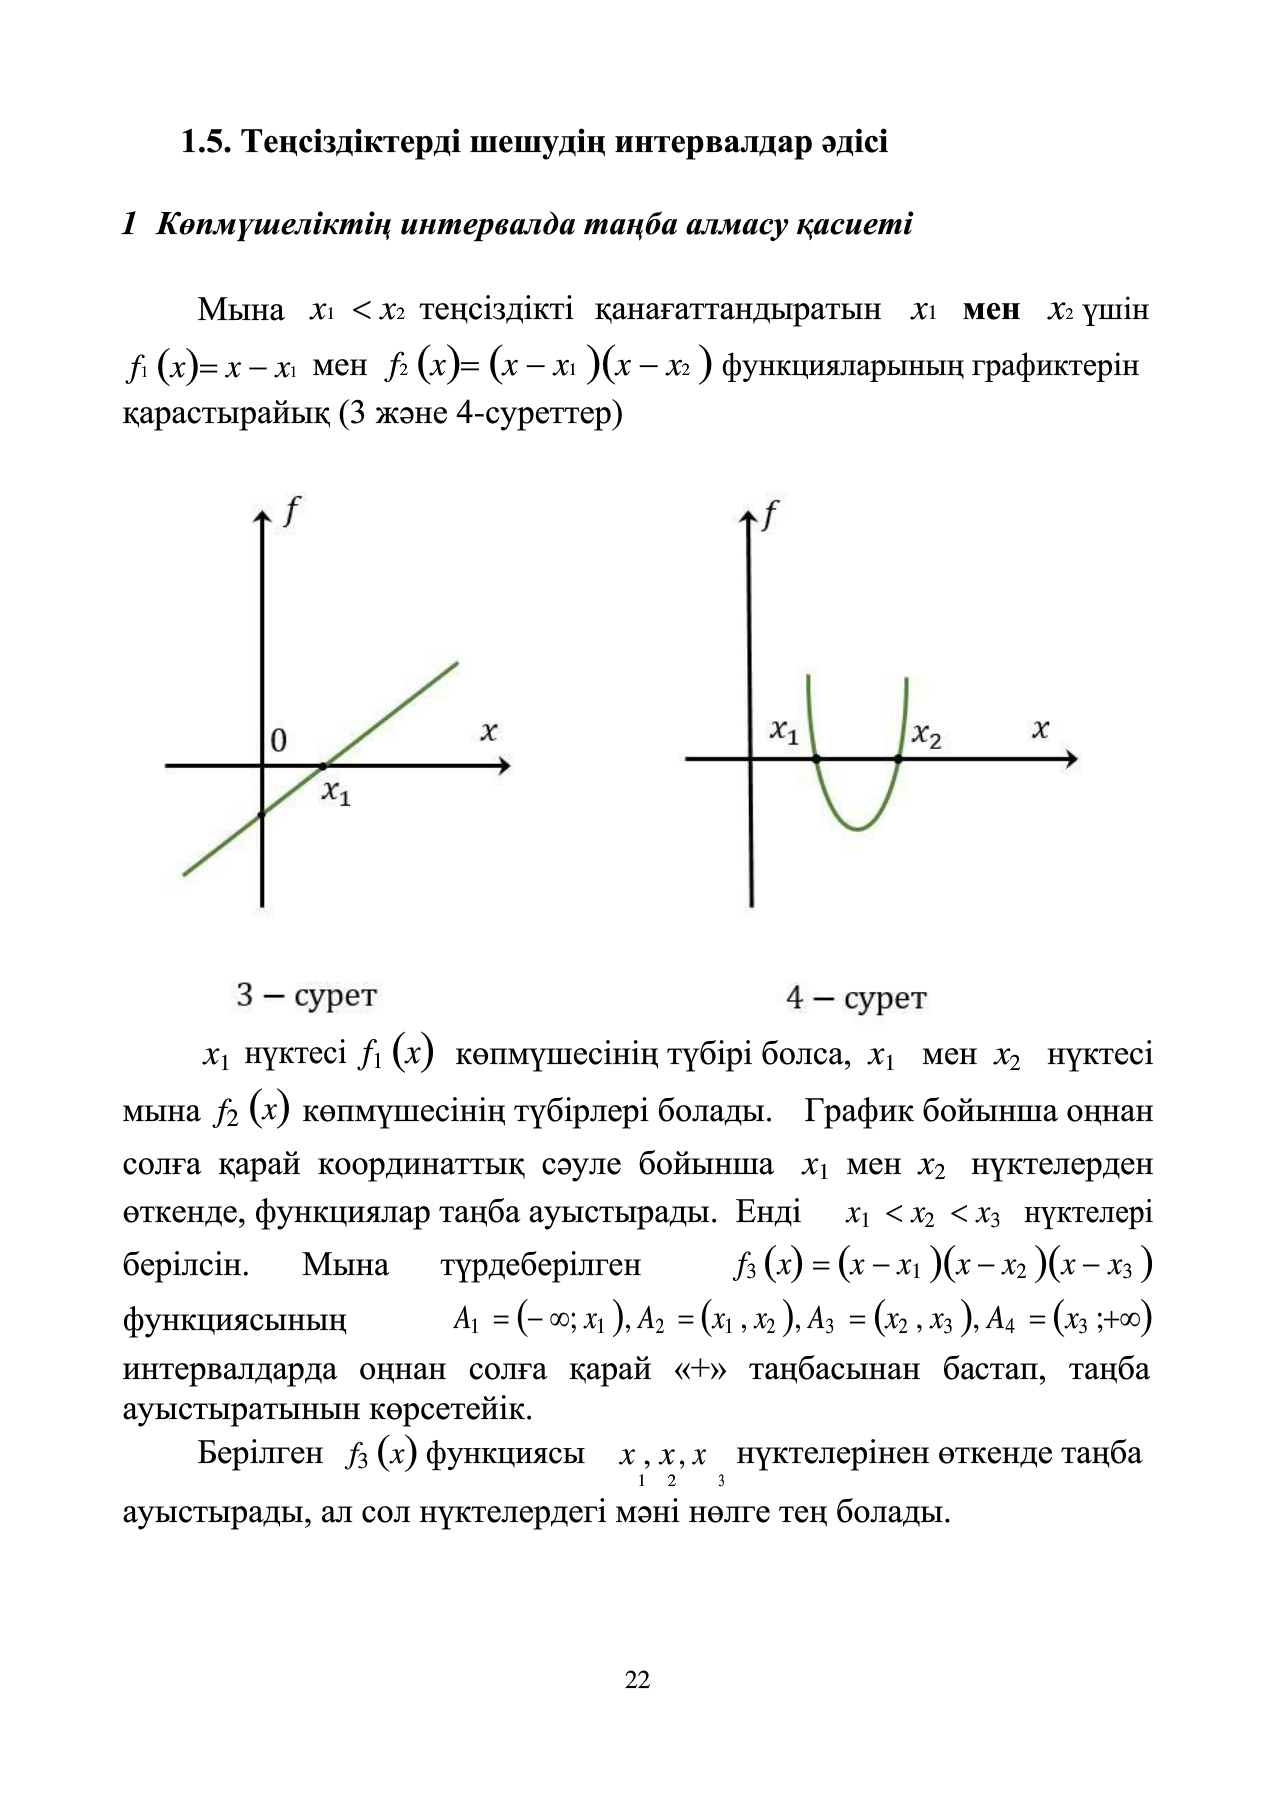 1.5. Теңсіздіктерді шешудің интервалдар әдісі
1 Көпмүшеліктің интервалда таңба алмасу қасиеті
Мына x₁ < x₂ теңсіздікті қанағаттандыратын x₁ мен x₂ үшін
f₁ (x)= x − x₁ мен f₂ (x)= (x − x₁ )(x − x₂ ) функцияларының графиктерін
қарастырайық (3 және 4-суреттер)
f
0
x
x₁
3 − сурет
f
x₁
x₂
x
4 − сурет
x₁ нүктесі f₁ (x) көпмүшесінің түбірі болса, x₁ мен x₂ нүктесі
мына f₂ (x) көпмүшесінің түбірлері болады. График бойынша оңнан
солға қарай координаттық сәуле бойынша x₁ мен x₂ нүктелерден
өткенде, функциялар таңба ауыстырады. Енді x₁ < x₂ < x₃ нүктелері
берілсін. Мына түрдеберілген f₃ (x) = (x − x₁ )(x − x₂ )(x − x₃ )
функциясының A₁ = (− ∞; x₁ ), A₂ = (x₁ , x₂ ), A₃ = (x₂ , x₃ ), A₄ = (x₃ ;+∞)
интервалдарда оңнан солға қарай «+» таңбасынан бастап, таңба
ауыстыратынын көрсетейік.
Берілген f₃ (x) функциясы x₁, x₂, x₃ нүктелерінен өткенде таңба
ауыстырады, ал сол нүктелердегі мәні нөлге тең болады.
22